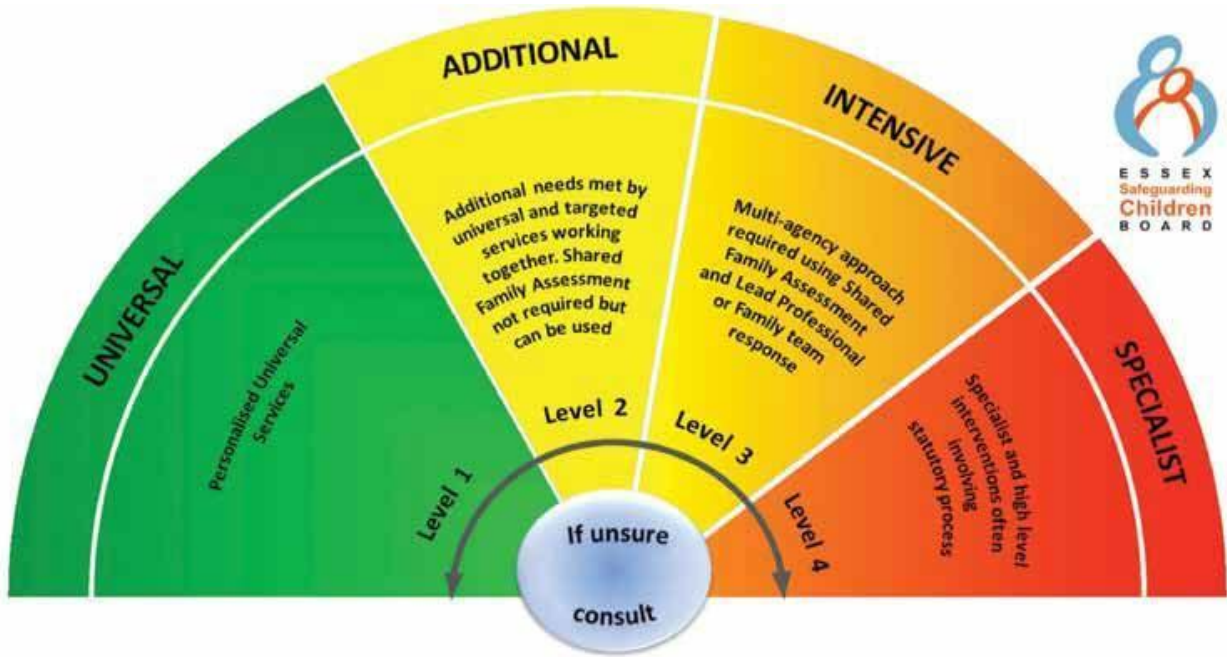 UNIVERSAL
Personalised Universal
Services
Level 1
ADDITIONAL
Additional needs met by
universal and targeted
services working
together. Shared
Family Assessment
not required but
can be used
Level 2
INTENSIVE
Multi-agency approach
required using Shared
Family Assessment
and Lead Professional
or Family team
response
Level 3
SPECIALIST
Specialist and high level
interventions often
involving
statutory process
Level 4
If unsure
consult
ESSEX
Safeguarding
Children
BOARD